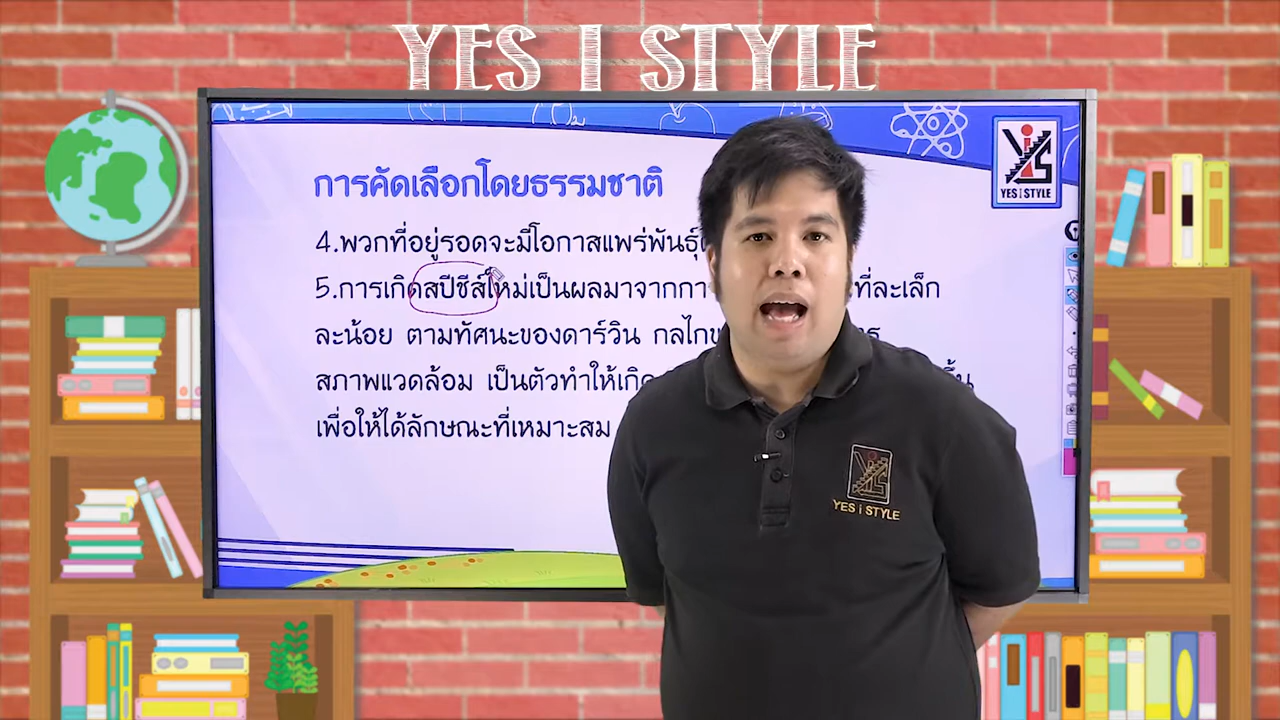 YES I STYLE
YES I STYLE
การคัดเลือกโดยธรรมชาติ
4.พวกที่อยู่รอดจะมีโอกาสแพร่พันธุ์
5.การเกิดสปีชีส์ใหม่เป็นผลมาจาก ที่ละเล็ก
ละน้อย ตามทัศนะของดาร์วิน
สภาพแวดล้อม เป็นตัวทำให้เกิด
เพื่อให้ได้ลักษณะที่เหมาะสม
YES i STYLE